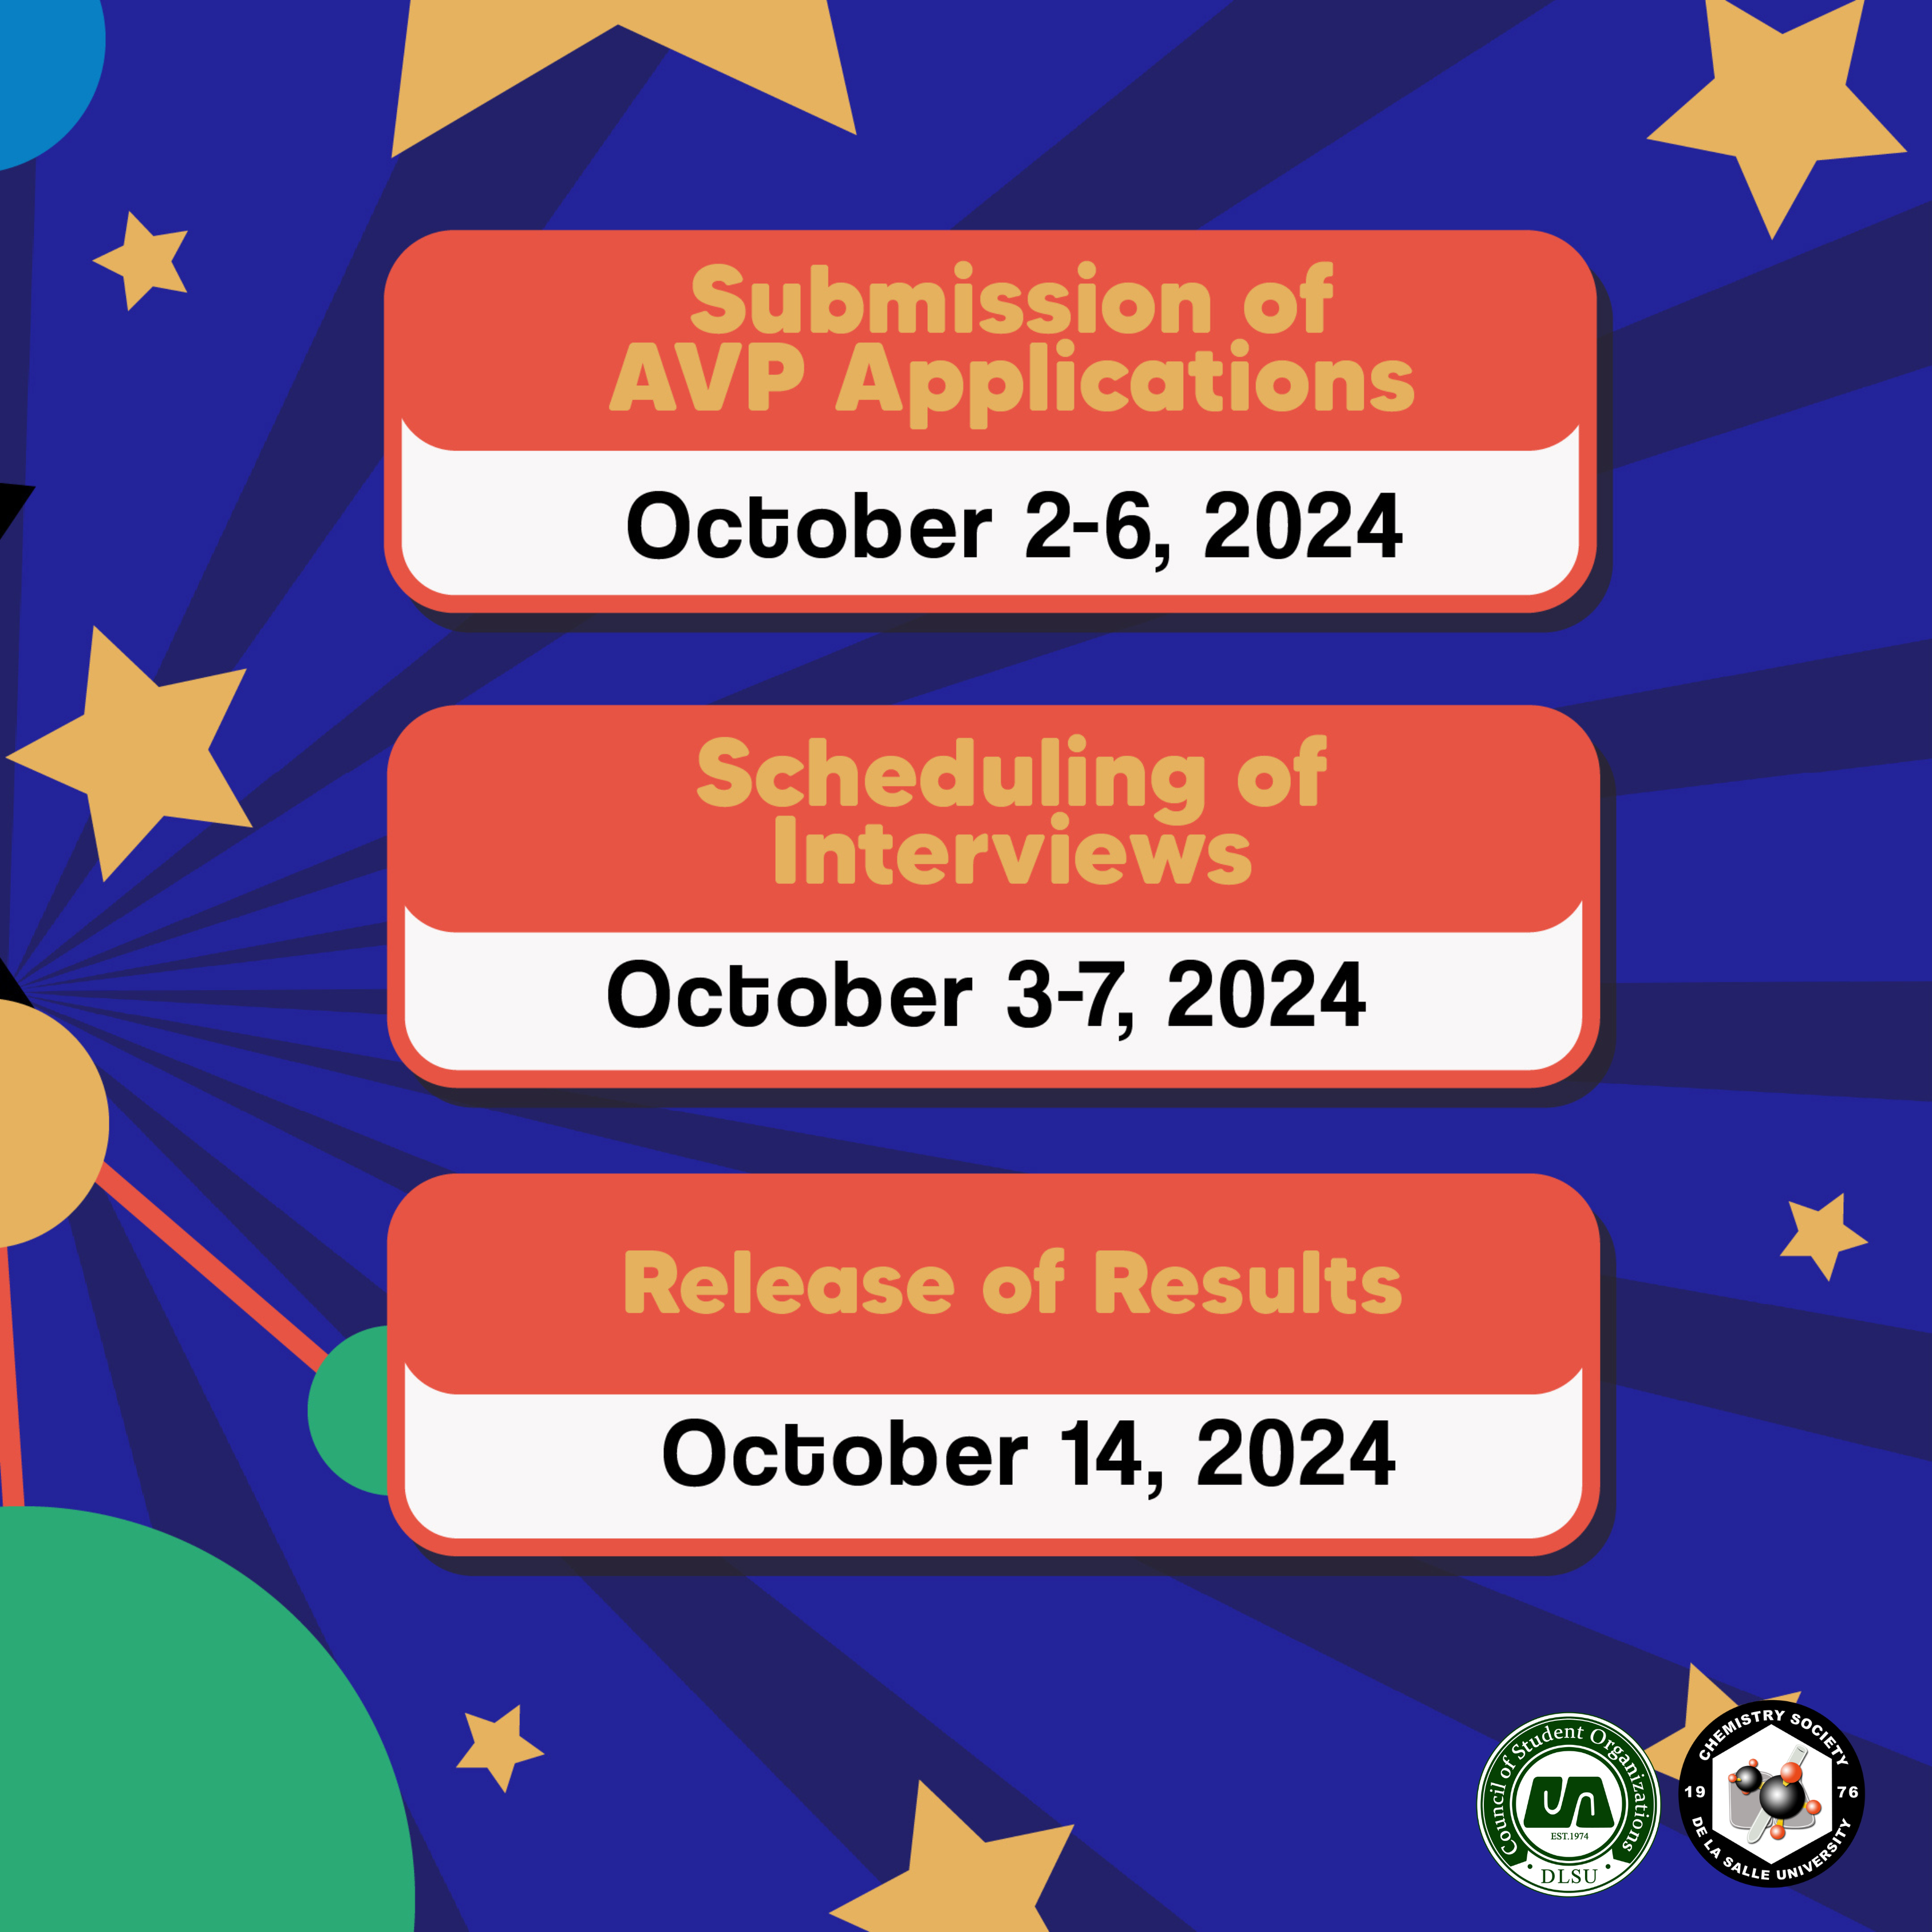 Submission of
AVP Applications
October 2-6, 2024
Scheduling of
Interviews
October 3-7, 2024
Release of Results
October 14, 2024
Council of Student Organizations
EST.1974
DLSU
CHEMISTRY SOCIETY
19 76
DE LA SALLE UNIVERSITY